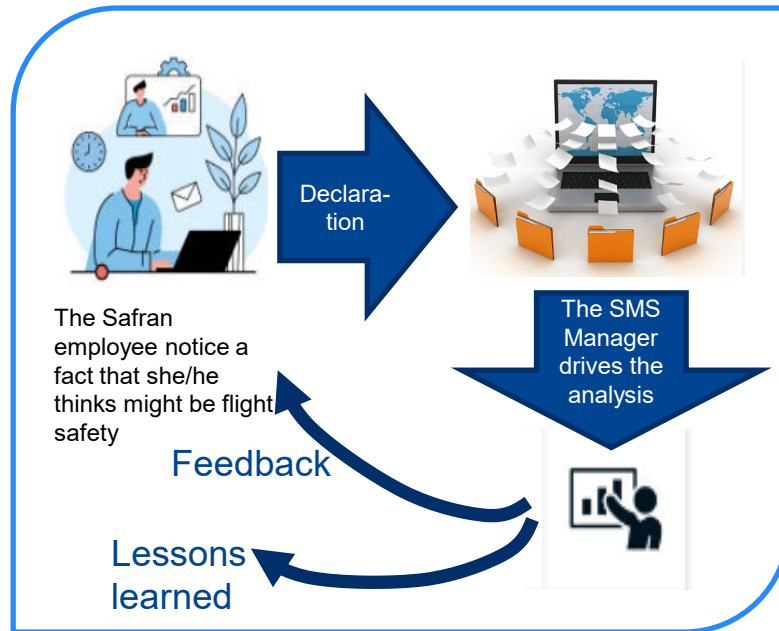 Declara-
tion
The SMS
Manager
drives the
analysis
The Safran
employee notice a
fact that she/he
thinks might be flight
safety
Feedback
Lessons
learned